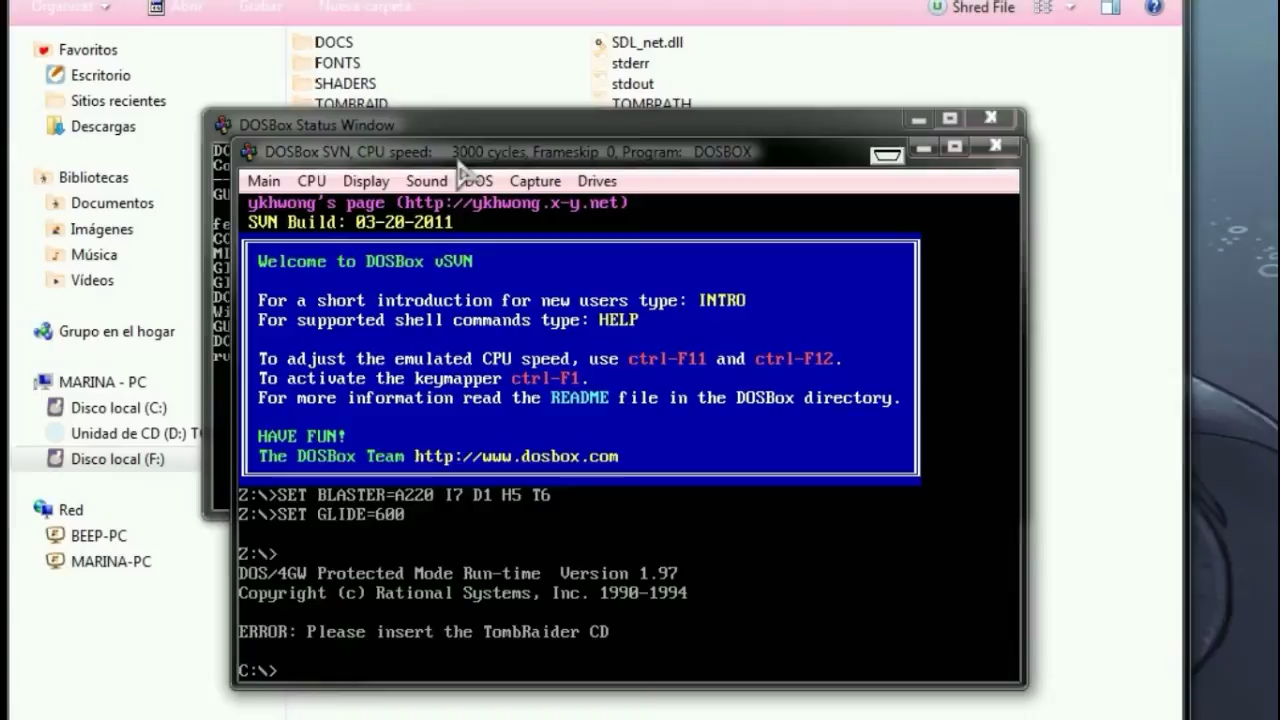 Organizar Abrir Grabar Nueva carpeta Shred File
Favoritos
Escritorio
Sitios recientes
Descargas
Bibliotecas
Documentos
Imágenes
Música
Vídeos
Grupo en el hogar
MARINA - PC
Disco local (C:)
Unidad de CD (D:) T
Disco local (F:)
Red
BEEP-PC
MARINA-PC
DOCS
FONTS
SHADERS
TOMBRAID
SDL_net.dll
stderr
stdout
TOMBPATH
DOSBox Status Window
DOSBox SVN, CPU speed: 3000 cycles, Frameskip 0, Program: DOSBOX
Main CPU Display Sound DOS Capture Drives
ykhwong's page (http://ykhwong.x-y.net)
SVN Build: 03-20-2011
Welcome to DOSBox vSVN
For a short introduction for new users type: INTRO
For supported shell commands type: HELP
To adjust the emulated CPU speed, use ctrl-F11 and ctrl-F12.
To activate the keymapper ctrl-F1.
For more information read the README file in the DOSBox directory.
HAVE FUN!
The DOSBox Team http://www.dosbox.com
Z:\>SET BLASTER=A220 I7 D1 H5 T6
Z:\>SET GLIDE=600
Z:\>
DOS/4GW Protected Mode Run-time Version 1.97
Copyright (c) Rational Systems, Inc. 1990-1994
ERROR: Please insert the TombRaider CD
C:\>